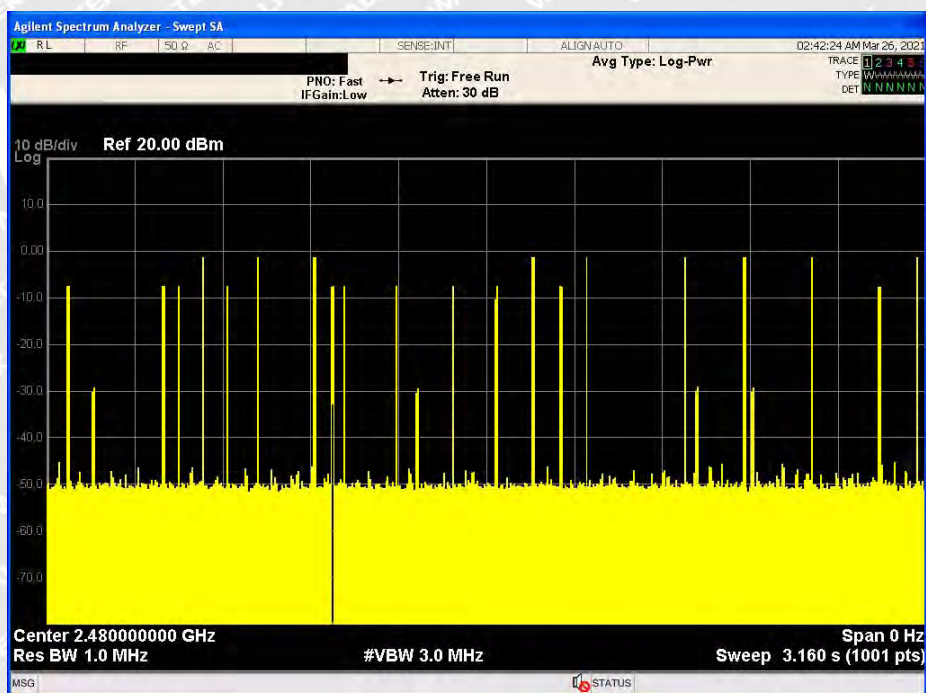 Agilent Spectrum Analyzer - Swept SA
RL RF 50 Ω AC SENSE:INT ALIGN AUTO 02:42:24 AM Mar 26, 2021
Avg Type: Log-Pwr TRACE 1 2 3 4 5
PNO: Fast Trig: Free Run TYPE
IFGain:Low Atten: 30 dB DET N N N N N N
10 dB/div Ref 20.00 dBm
Log
10.0
0.00
-10.0
-20.0
-30.0
-40.0
-50.0
-60.0
-70.0
Center 2.480000000 GHz Span 0 Hz
Res BW 1.0 MHz #VBW 3.0 MHz Sweep 3.160 s (1001 pts)
MSG STATUS